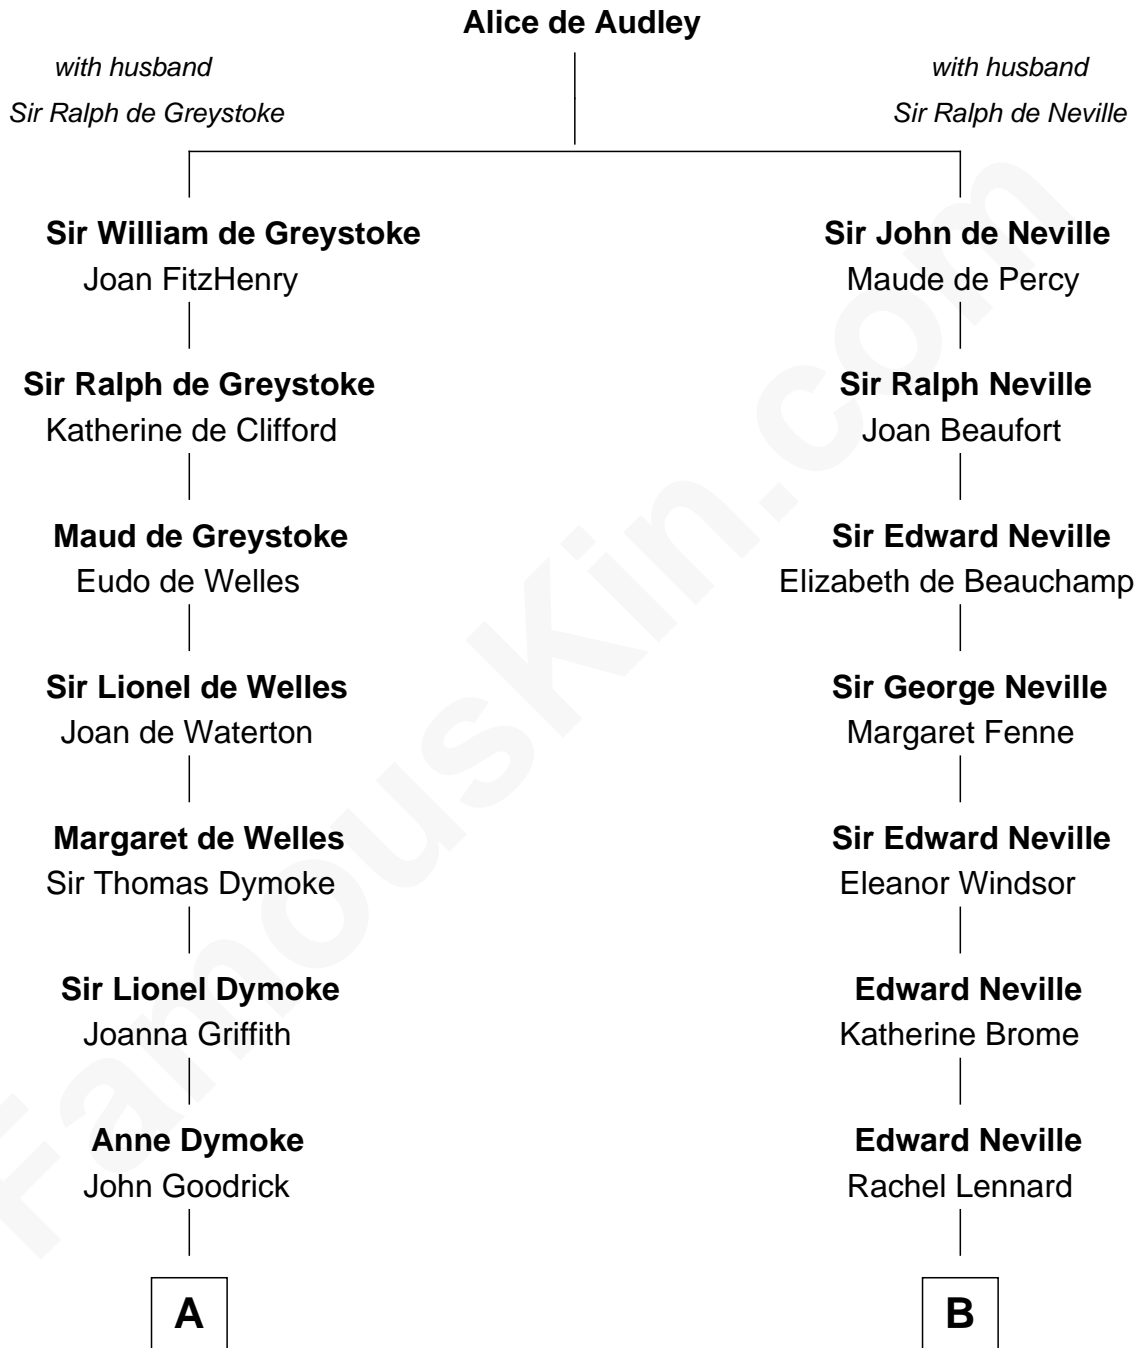 Alice de Audley
with husband
Sir Ralph de Greystoke
with husband
Sir Ralph de Neville
Sir William de Greystoke
Joan FitzHenry
Sir Ralph de Greystoke
Katherine de Clifford
Maud de Greystoke
Eudo de Welles
Sir Lionel de Welles
Joan de Waterton
Margaret de Welles
Sir Thomas Dymoke
Sir Lionel Dymoke
Joanna Griffith
Anne Dymoke
John Goodrick
A
Sir John de Neville
Maude de Percy
Sir Ralph Neville
Joan Beaufort
Sir Edward Neville
Elizabeth de Beauchamp
Sir George Neville
Margaret Fenne
Sir Edward Neville
Eleanor Windsor
Edward Neville
Katherine Brome
Edward Neville
Rachel Lennard
B
FamousKin.com